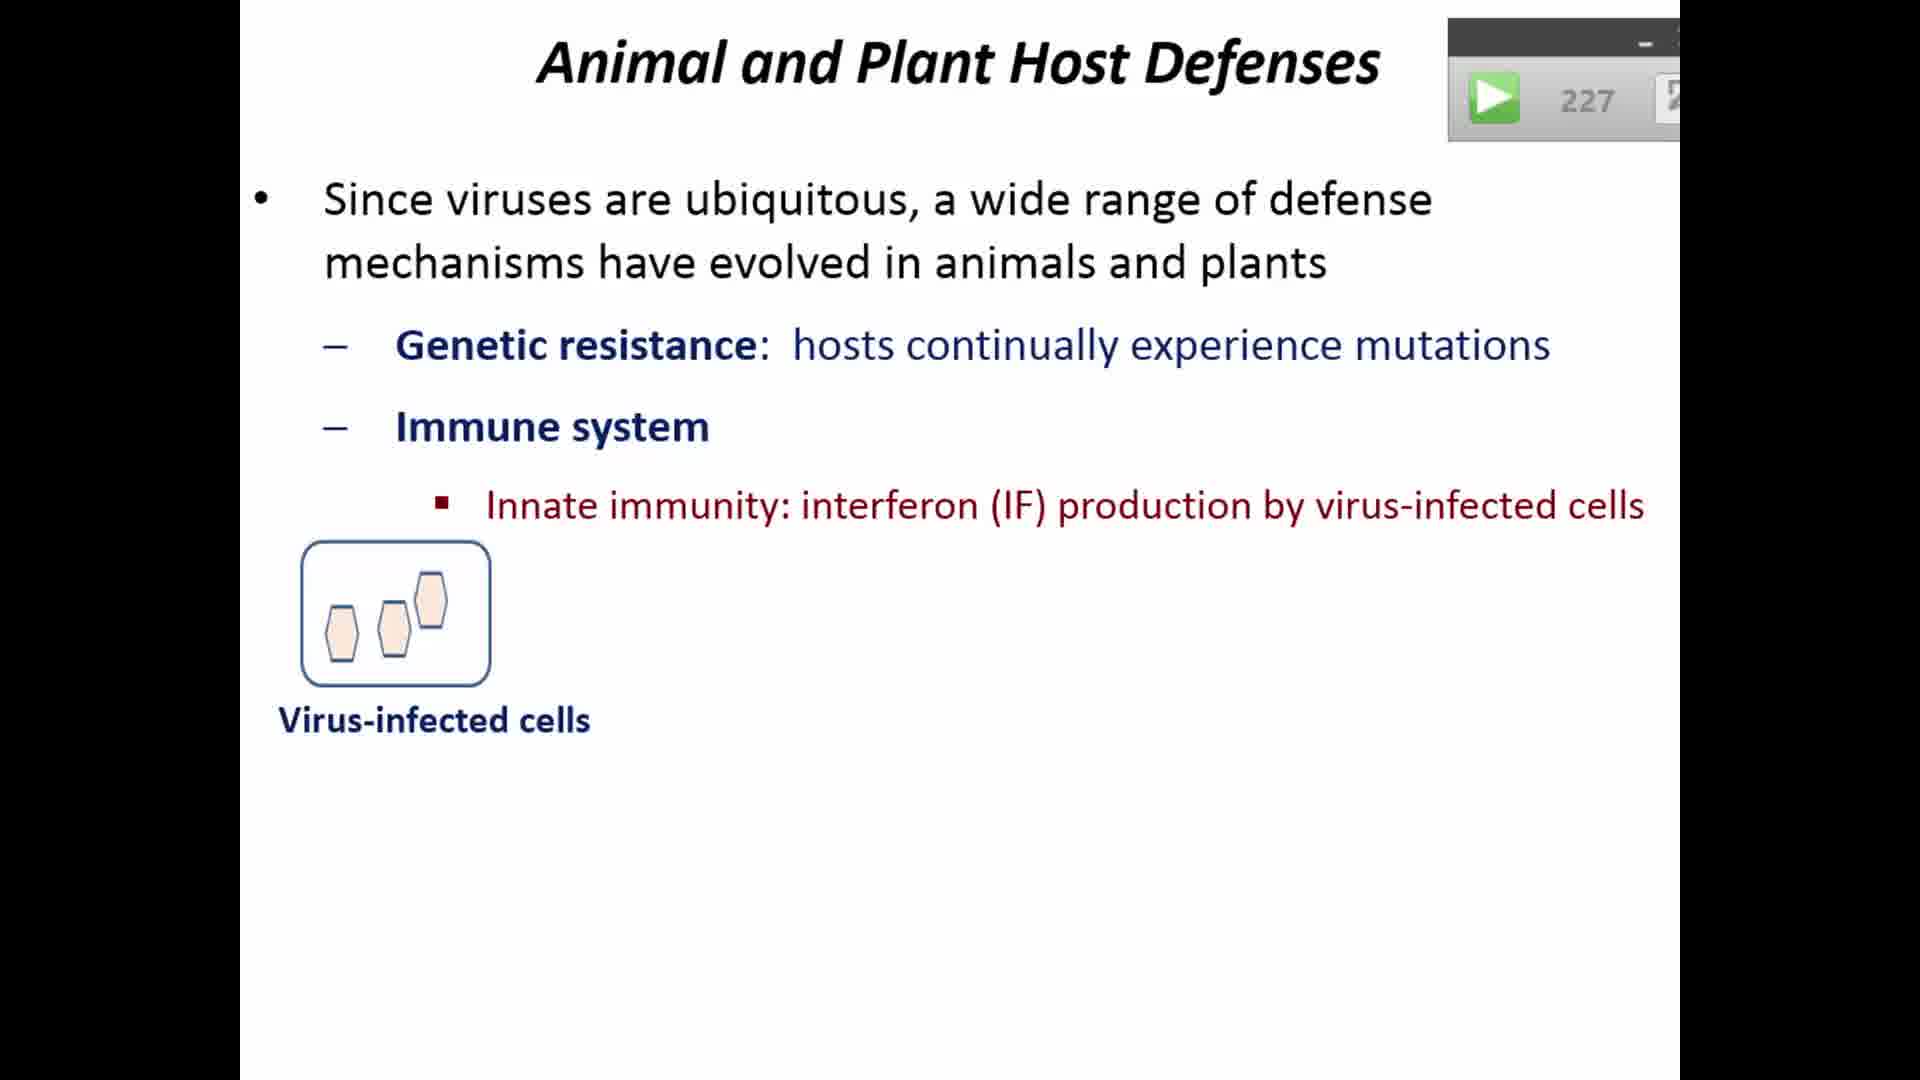 Animal and Plant Host Defenses
227
• Since viruses are ubiquitous, a wide range of defense
mechanisms have evolved in animals and plants
– Genetic resistance: hosts continually experience mutations
– Immune system
▪ Innate immunity: interferon (IF) production by virus-infected cells
Virus-infected cells